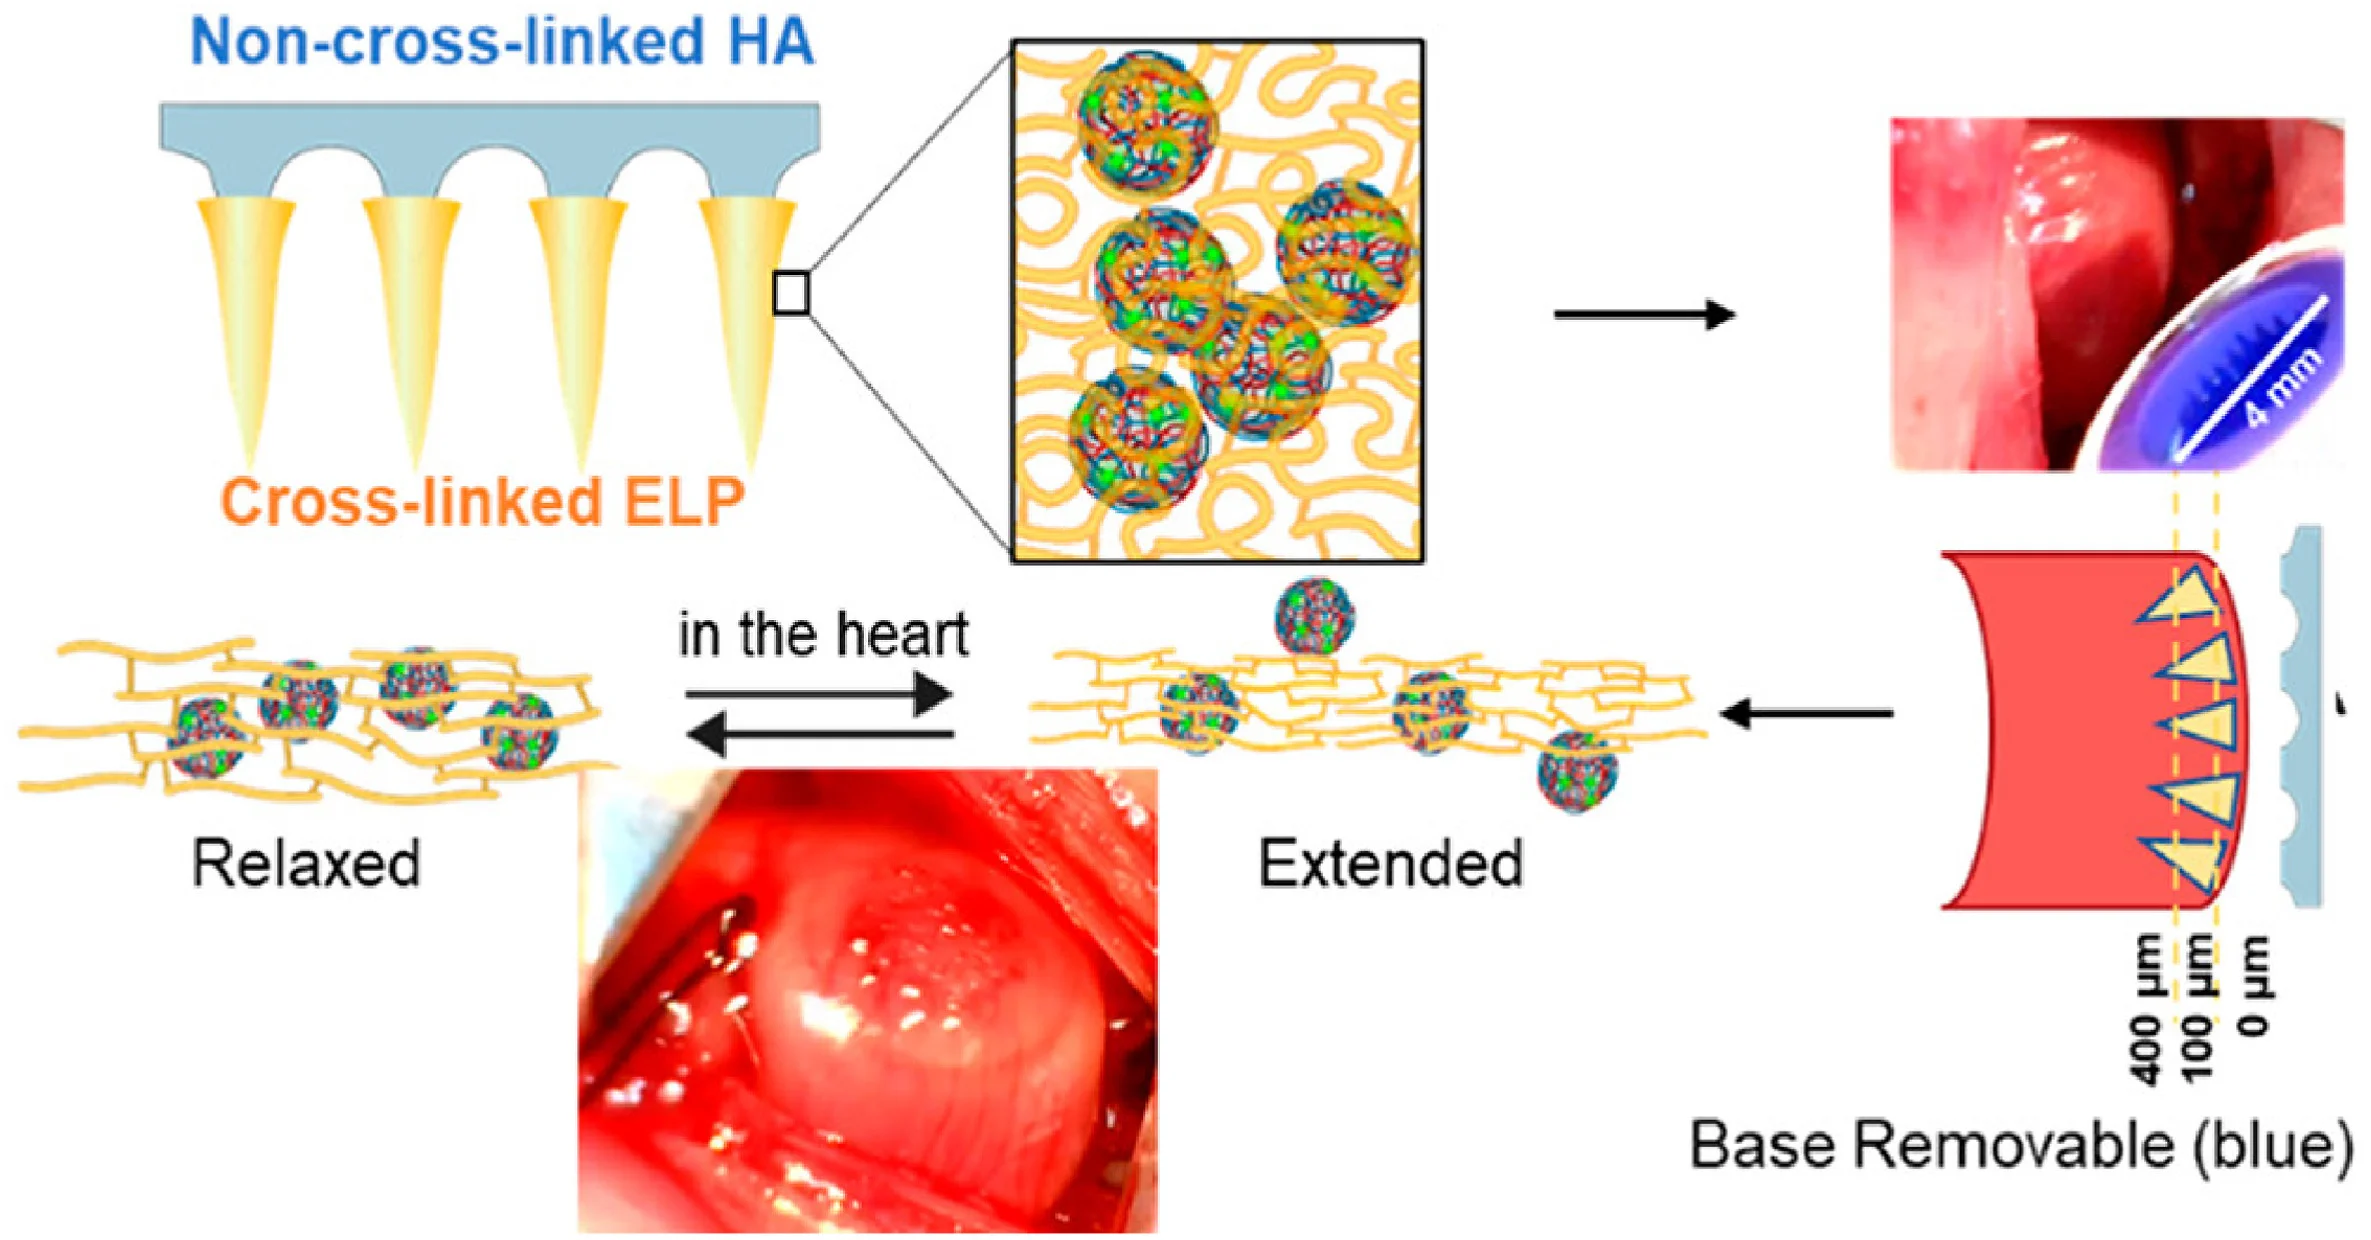 Non-cross-linked HA
Cross-linked ELP
4 mm
in the heart
Relaxed
Extended
400 µm
100 µm
0 µm
Base Removable (blue)